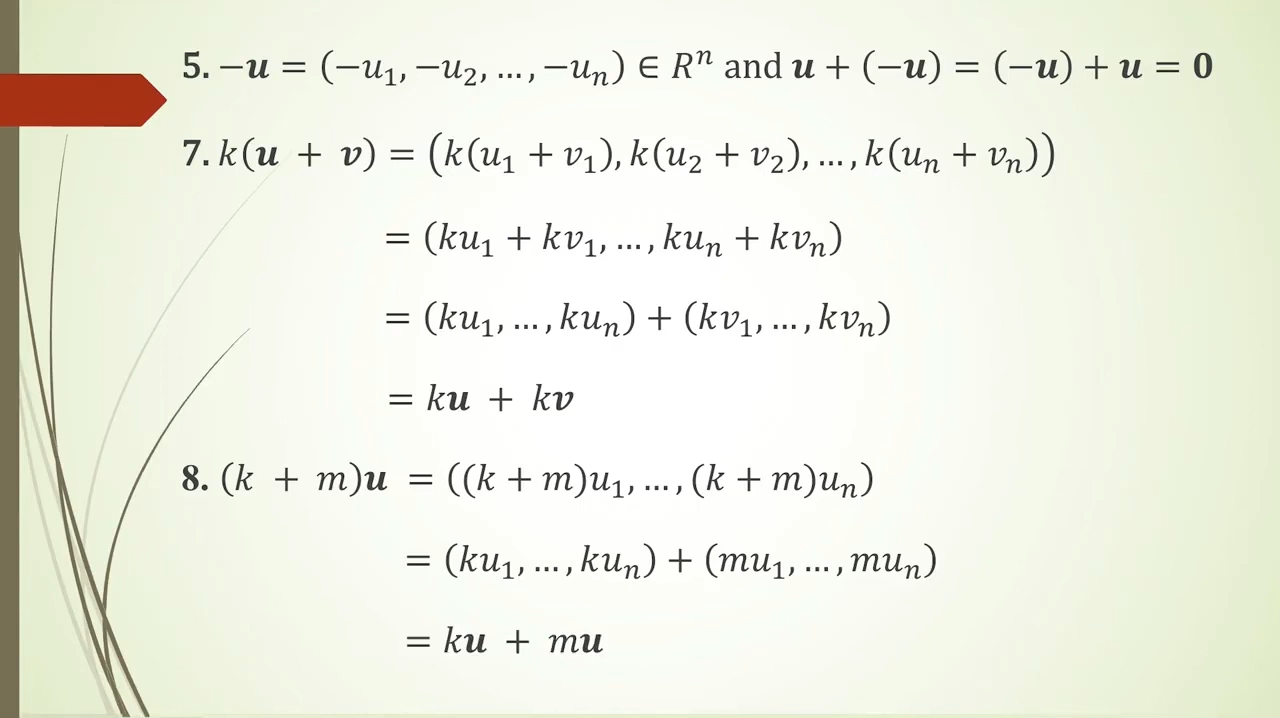 5. −u = (−u₁, −u₂, …, −uₙ) ∈ Rⁿ and u + (−u) = (−u) + u = 0
7. k(u + v) = (k(u₁ + v₁), k(u₂ + v₂), …, k(uₙ + vₙ))
= (ku₁ + kv₁, …, kuₙ + kvₙ)
= (ku₁, …, kuₙ) + (kv₁, …, kvₙ)
= ku + kv
8. (k + m)u = ((k + m)u₁, …, (k + m)uₙ)
= (ku₁, …, kuₙ) + (mu₁, …, muₙ)
= ku + mu